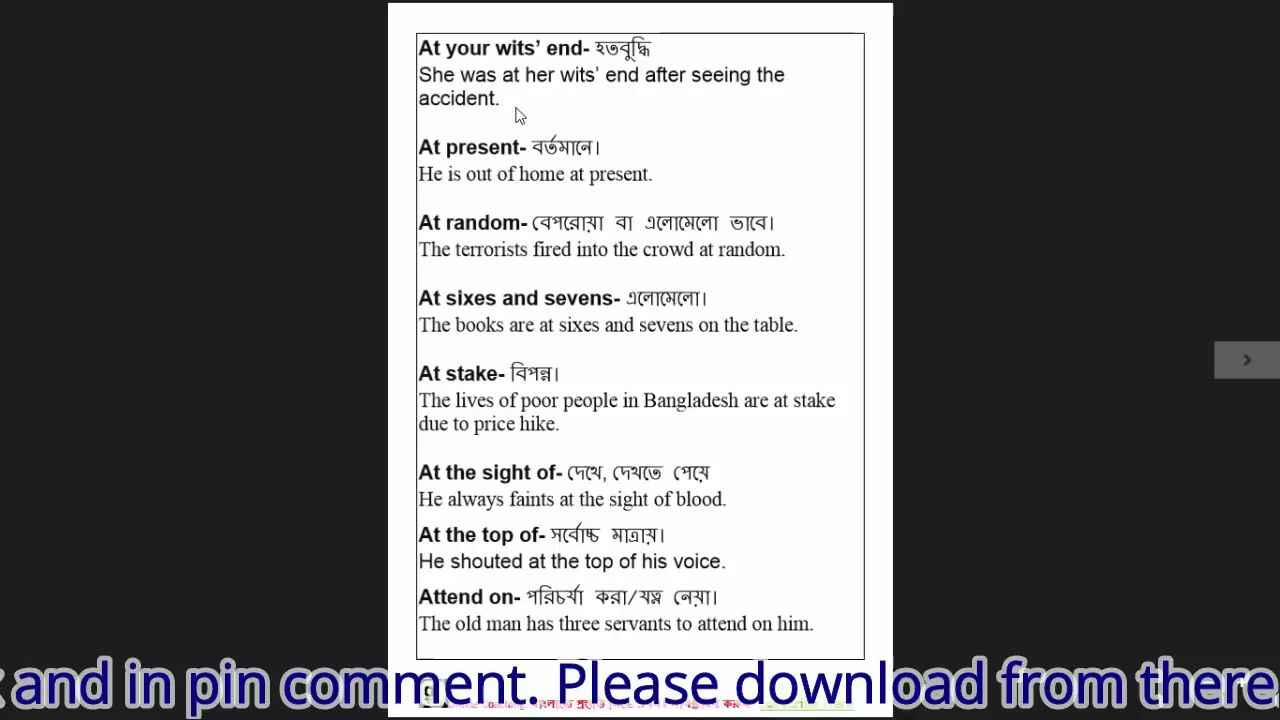 At your wits’ end- হতবুদ্ধি
She was at her wits’ end after seeing the
accident.
At present- বর্তমানে।
He is out of home at present.
At random- বেপরোয়া বা এলোমেলো ভাবে।
The terrorists fired into the crowd at random.
At sixes and sevens- এলোমেলো।
The books are at sixes and sevens on the table.
At stake- বিপন্ন।
The lives of poor people in Bangladesh are at stake
due to price hike.
At the sight of- দেখে, দেখতে পেয়ে
He always faints at the sight of blood.
At the top of- সর্বোচ্চ মাত্রায়।
He shouted at the top of his voice.
Attend on- পরিচর্যা করা/যত্ন নেয়া।
The old man has three servants to attend on him.
and in pin comment. Please download from there